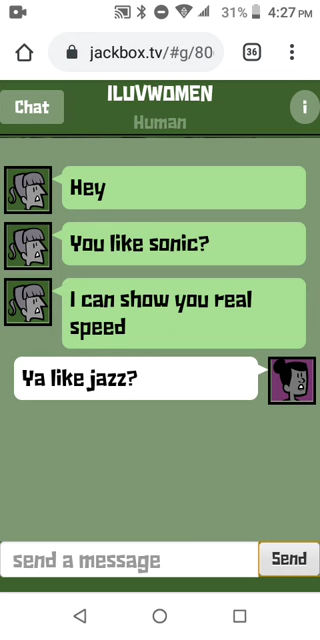 31% 4:27 PM
jackbox.tv/#g/80
36
Chat
ILUVWOMEN
i
Human
Hey
You like sonic?
I can show you real
speed
Ya like jazz?
send a message
Send